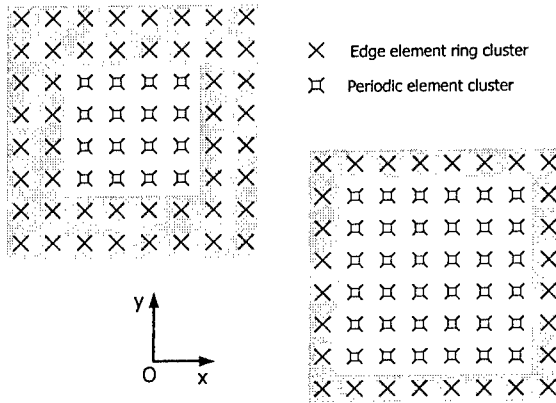 Edge element ring cluster
Periodic element cluster
y
O
x